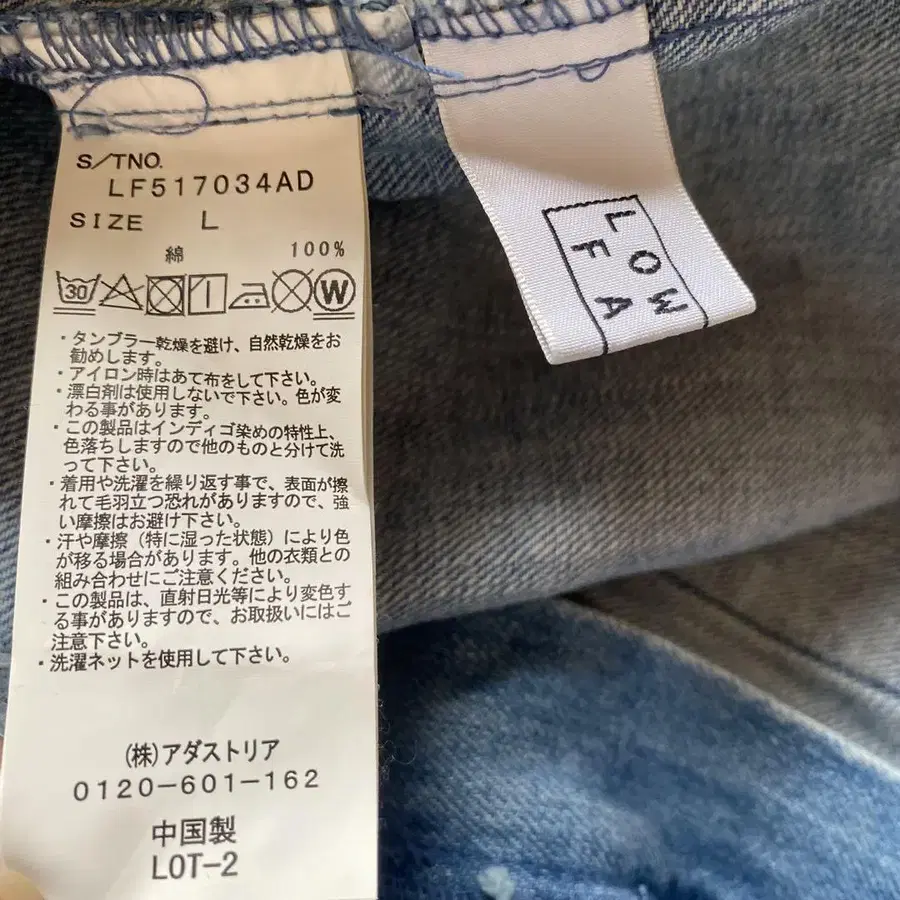 S/TNO.
LF517034AD
SIZE L
綿 100%
30 W
・タンブラー乾燥を避け、自然乾燥をお
勧めします。
・アイロン時はあて布をして下さい。
・漂白剤は使用しないで下さい。色が変
わる事があります。
・この製品はインディゴ染めの特性上、
色落ちしますので他のものと分けて洗
って下さい。
・着用や洗濯を繰り返す事で、表面が擦
れて毛羽立つ恐れがありますので、強
い摩擦はお避け下さい。
・汗や摩擦（特に湿った状態）により色
が移る場合があります。他の衣類との
組み合わせにご注意ください。
・この製品は、直射日光等により変色す
る事がありますので、お取扱いにはご
注意下さい。
・洗濯ネットを使用して下さい。
(株)アダストリア
0120-601-162
中国製
LOT-2
LOW
FA